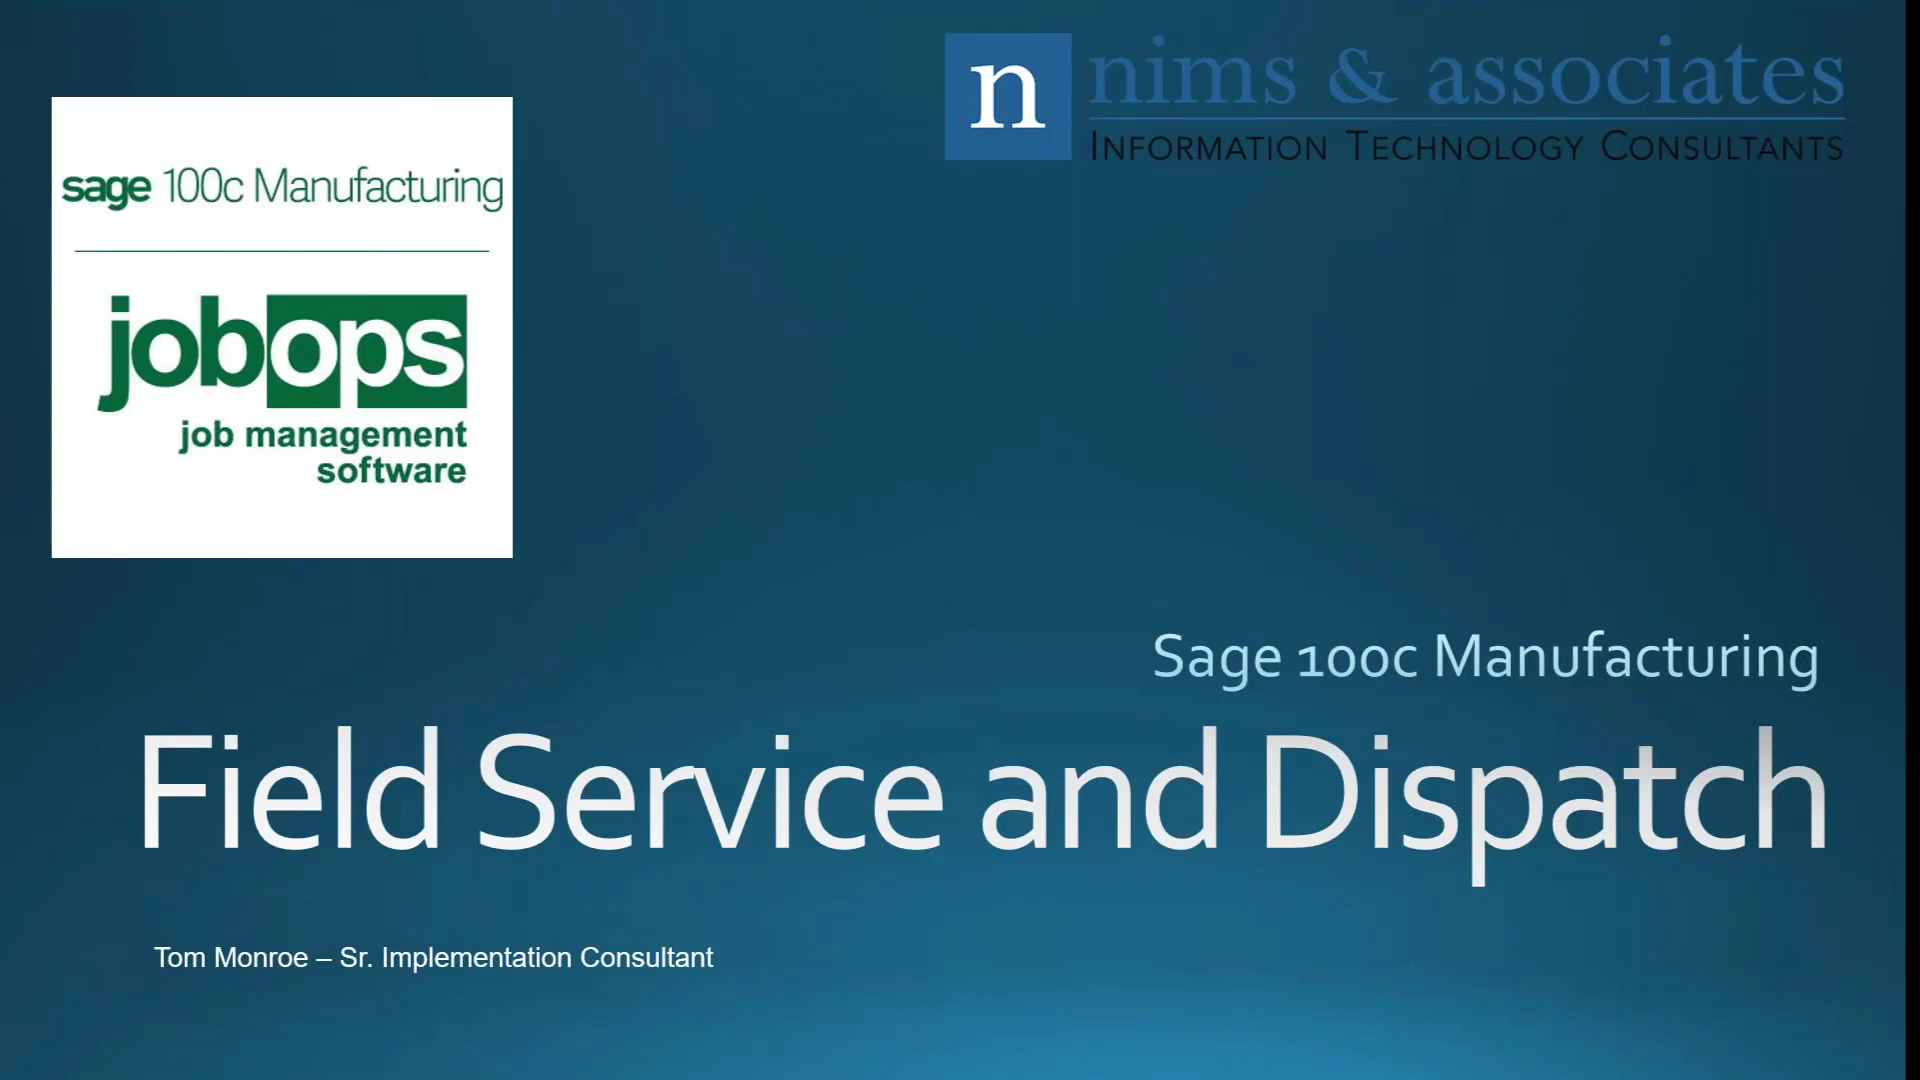 n nims & associates
Information Technology Consultants
sage 100c Manufacturing
jobops
job management
software
Sage 100c Manufacturing
Field Service and Dispatch
Tom Monroe – Sr. Implementation Consultant